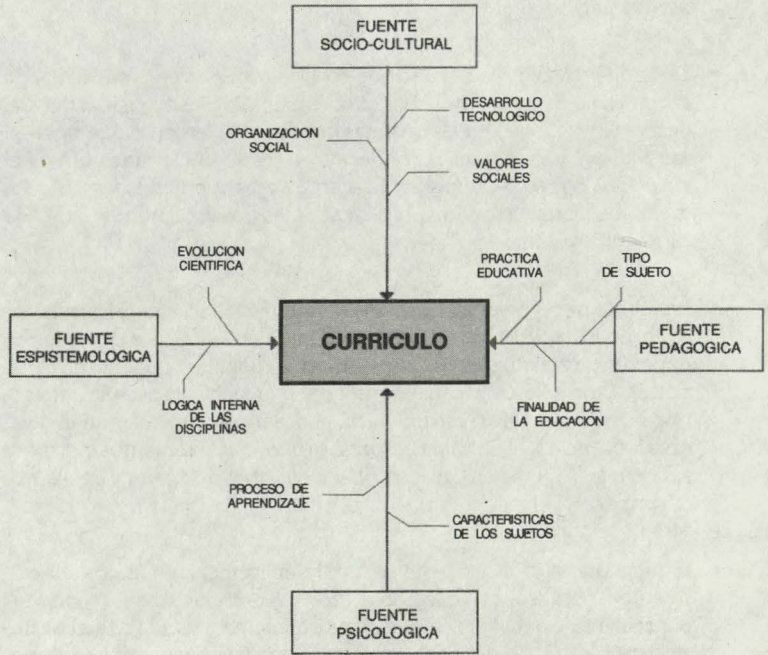 FUENTE
SOCIO-CULTURAL
DESARROLLO
TECNOLOGICO
ORGANIZACION
SOCIAL
VALORES
SOCIALES
EVOLUCION
CIENTIFICA
PRACTICA
EDUCATIVA
TIPO
DE SUJETO
FUENTE
ESPISTEMOLOGICA
CURRICULO
FUENTE
PEDAGOGICA
LOGICA INTERNA
DE LAS
DISCIPLINAS
FINALIDAD DE
LA EDUCACION
PROCESO DE
APRENDIZAJE
CARACTERISTICAS
DE LOS SUJETOS
FUENTE
PSICOLOGICA